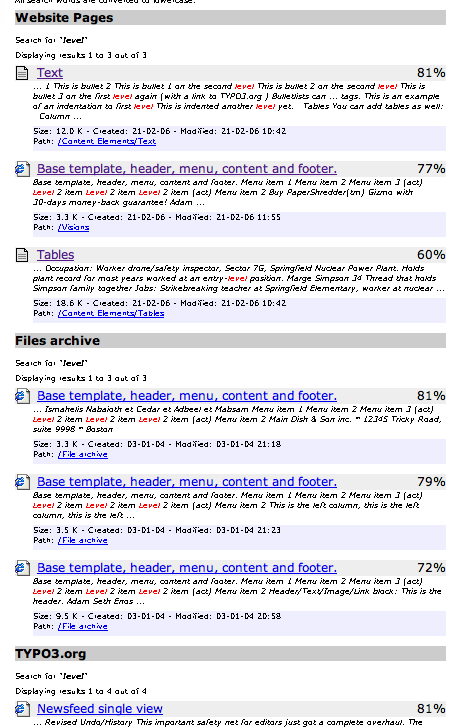 All search words are converted to lowercase.
Website Pages
Search for "level"
Displaying results 1 to 3 out of 3
Text 81%
... 1 This is bullet 2 This is bullet 1 on the second level This is bullet 2 on the second level This is
bullet 3 on the first level again (with a link to TYPO3.org ) Bulletlists can ... tags. This is an example
of an indentation to first level This is indented another level yet. Tables You can add tables as well:
Column ...
Size: 12.0 K - Created: 21-02-06 - Modified: 21-02-06 10:42
Path: /Content Elements/Text
Base template, header, menu, content and footer. 77%
Base template, header, menu, content and footer. Menu item 1 Menu item 2 Menu item 3 (act)
Level 2 item Level 2 item Level 2 item (act) Menu item 2 Buy PaperShredder(tm) Gizmo with
30-days money-back guarantee! Adam ...
Size: 3.3 K - Created: 21-02-06 - Modified: 21-02-06 11:55
Path: /Visions
Tables 60%
... Occupation: Worker drone/safety inspector, Sector 7G, Springfield Nuclear Power Plant. Holds
plant record for most years worked at an entry-level position. Marge Simpson 34 Thread that holds
Simpson family together Jobs: Strikebreaking teacher at Springfield Elementary, worker at nuclear ...
Size: 18.6 K - Created: 21-02-06 - Modified: 21-02-06 10:42
Path: /Content Elements/Tables
Files archive
Search for "level"
Displaying results 1 to 3 out of 3
Base template, header, menu, content and footer. 81%
... Ismahelis Nabaioth et Cedar et Adbeel et Mabsam Menu item 1 Menu item 2 Menu item 3 (act)
Level 2 item Level 2 item Level 2 item (act) Menu item 2 Main Dish & Son inc. * 12345 Tricky Road,
suite 9998 * Boston
Size: 3.3 K - Created: 03-01-04 - Modified: 03-01-04 21:18
Path: /File archive
Base template, header, menu, content and footer. 79%
Base template, header, menu, content and footer. Menu item 1 Menu item 2 Menu item 3 (act)
Level 2 item Level 2 item Level 2 item (act) Menu item 2 This is the left column, this is the left
column, this is the left ...
Size: 3.5 K - Created: 03-01-04 - Modified: 03-01-04 21:23
Path: /File archive
Base template, header, menu, content and footer. 72%
Base template, header, menu, content and footer. Menu item 1 Menu item 2 Menu item 3 (act)
Level 2 item Level 2 item Level 2 item (act) Menu item 2 Header/Text/Image/Link block: This is the
header. Adam Seth Enos ...
Size: 9.5 K - Created: 03-01-04 - Modified: 03-01-04 20:58
Path: /File archive
TYPO3.org
Search for "level"
Displaying results 1 to 4 out of 4
Newsfeed single view 81%
... Revised Undo/History This important safety net for editors just got a complete overhaul. The